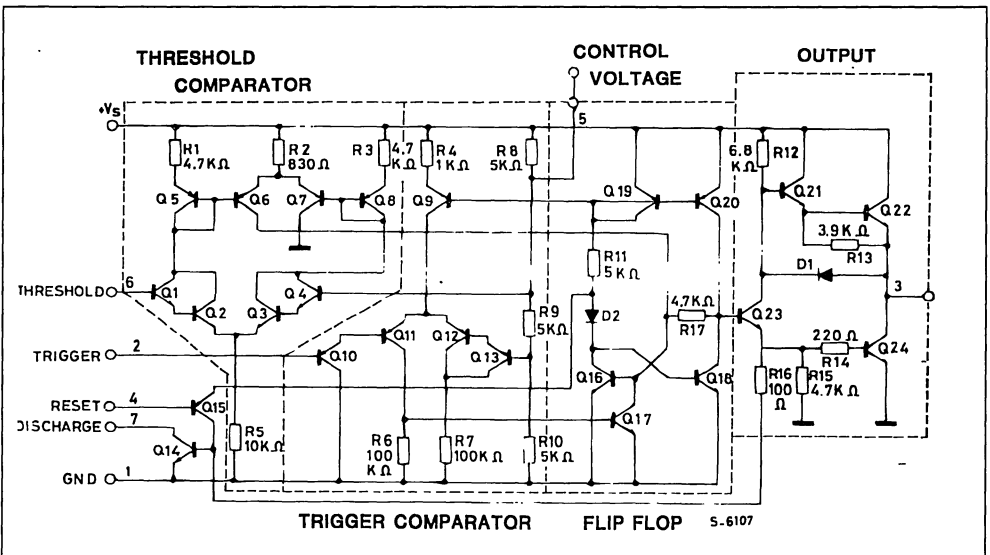 THRESHOLD
COMPARATOR
CONTROL
VOLTAGE
OUTPUT
+Vs
5
R1
4.7KΩ
R2
830Ω
R3
4.7
KΩ
R4
1KΩ
R8
5KΩ
6.8
KΩ
R12
Q5
Q6
Q7
Q8
Q9
Q19
Q20
Q21
Q22
3.9KΩ
R13
R11
5KΩ
D1
3
THRESHOLD
6
Q1
Q2
Q3
Q4
R9
5KΩ
D2
4.7KΩ
R17
Q23
TRIGGER
2
Q10
Q11
Q12
Q13
Q16
Q18
220 Ω
R14
Q24
R16
100
Ω
R15
4.7KΩ
RESET
4
Q15
Q17
DISCHARGE
7
Q14
R5
10KΩ
R6
100
KΩ
R7
100KΩ
R10
5KΩ
GND
1
TRIGGER COMPARATOR
FLIP FLOP
S-6107